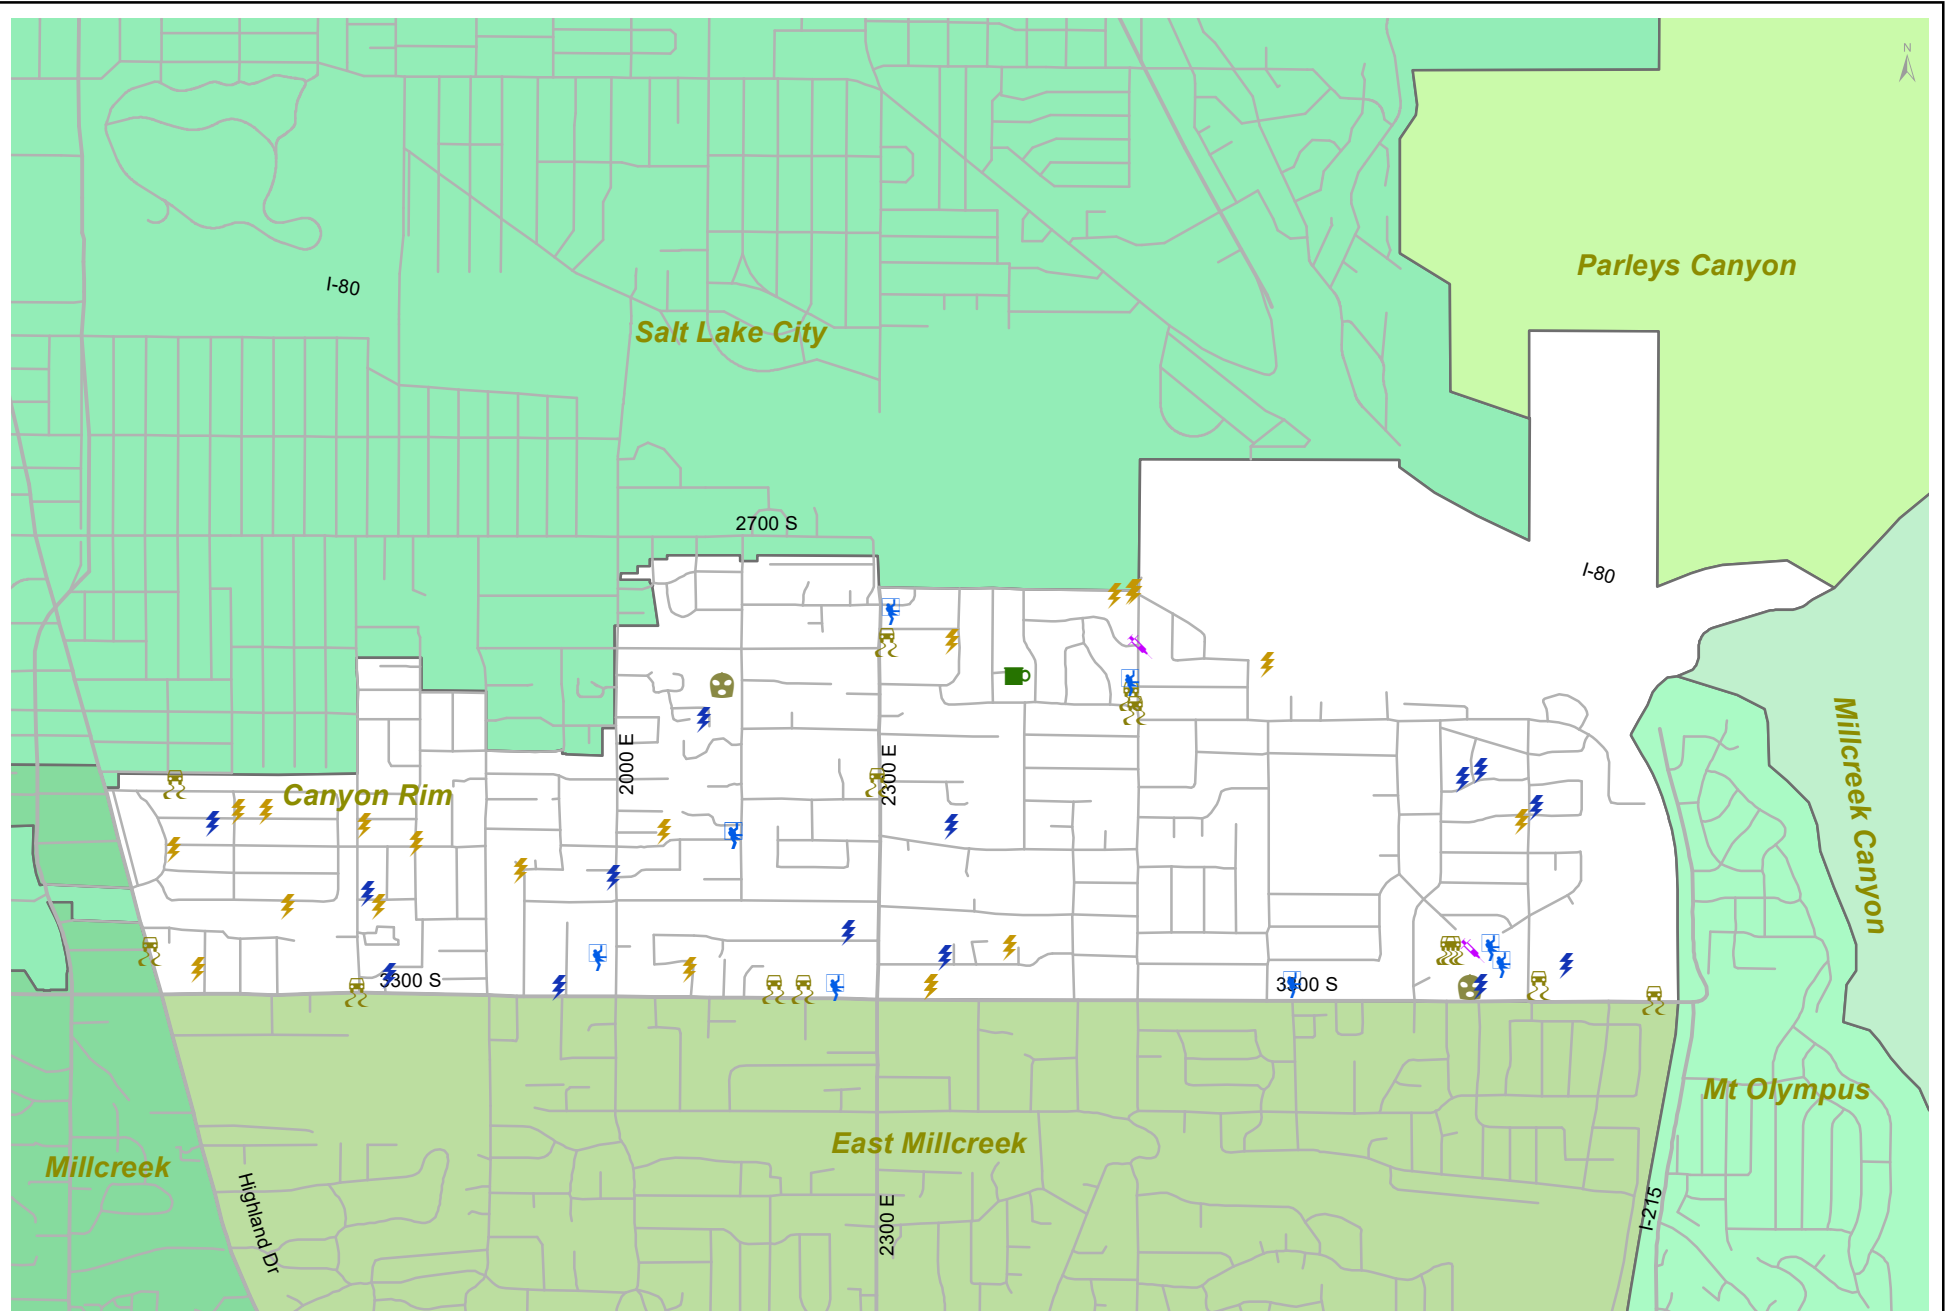 N
Parleys Canyon
I-80
Salt Lake City
2700 S
I-80
Canyon Rim
2000 E
2300 E
Millcreek Canyon
3300 S
3300 S
Mt Olympus
East Millcreek
Millcreek
Highland Dr
2300 E
I-215